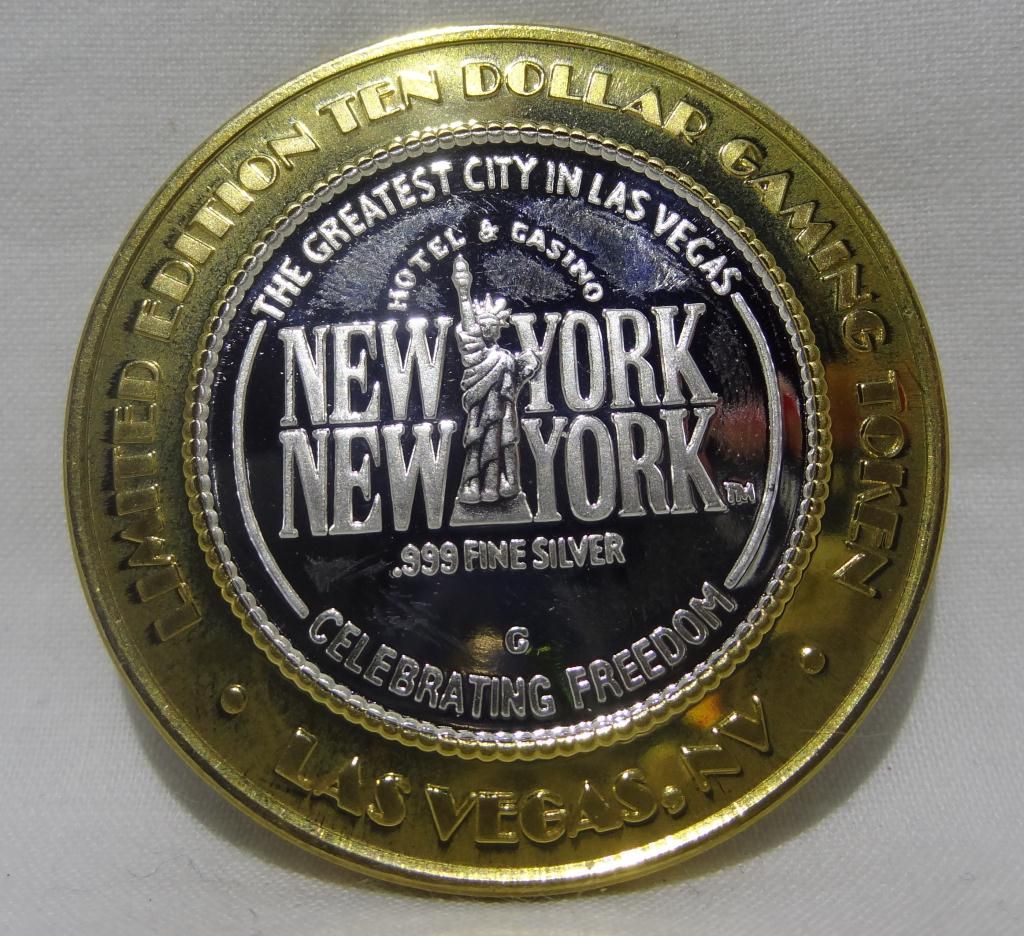 LIMITED EDITION TEN DOLLAR GAMING TOKEN
THE GREATEST CITY IN LAS VEGAS
HOTEL & CASINO
NEW YORK
NEW YORK TM
.999 FINE SILVER
G
CELEBRATING FREEDOM
LAS VEGAS, NV